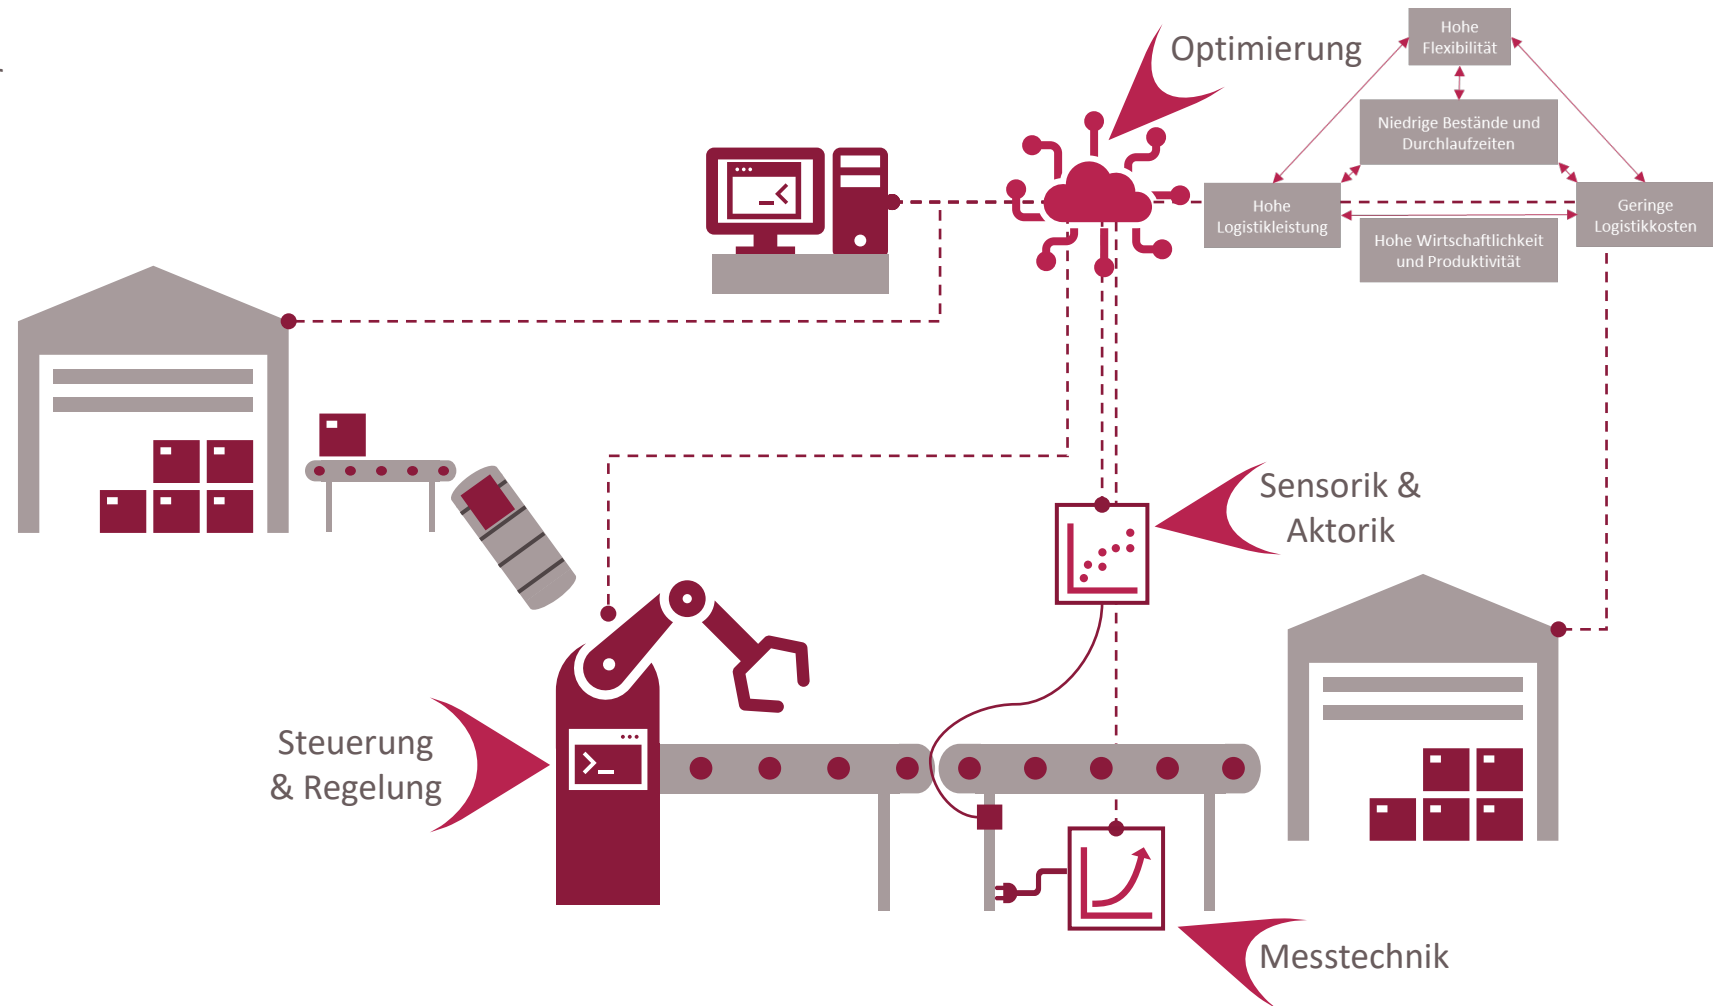 Optimierung
Hohe
Flexibilität
Niedrige Bestände und
Durchlaufzeiten
Hohe
Logistikleistung
Geringe
Logistikkosten
Hohe Wirtschaftlichkeit
und Produktivität
Sensorik &
Aktorik
Steuerung
& Regelung
Messtechnik